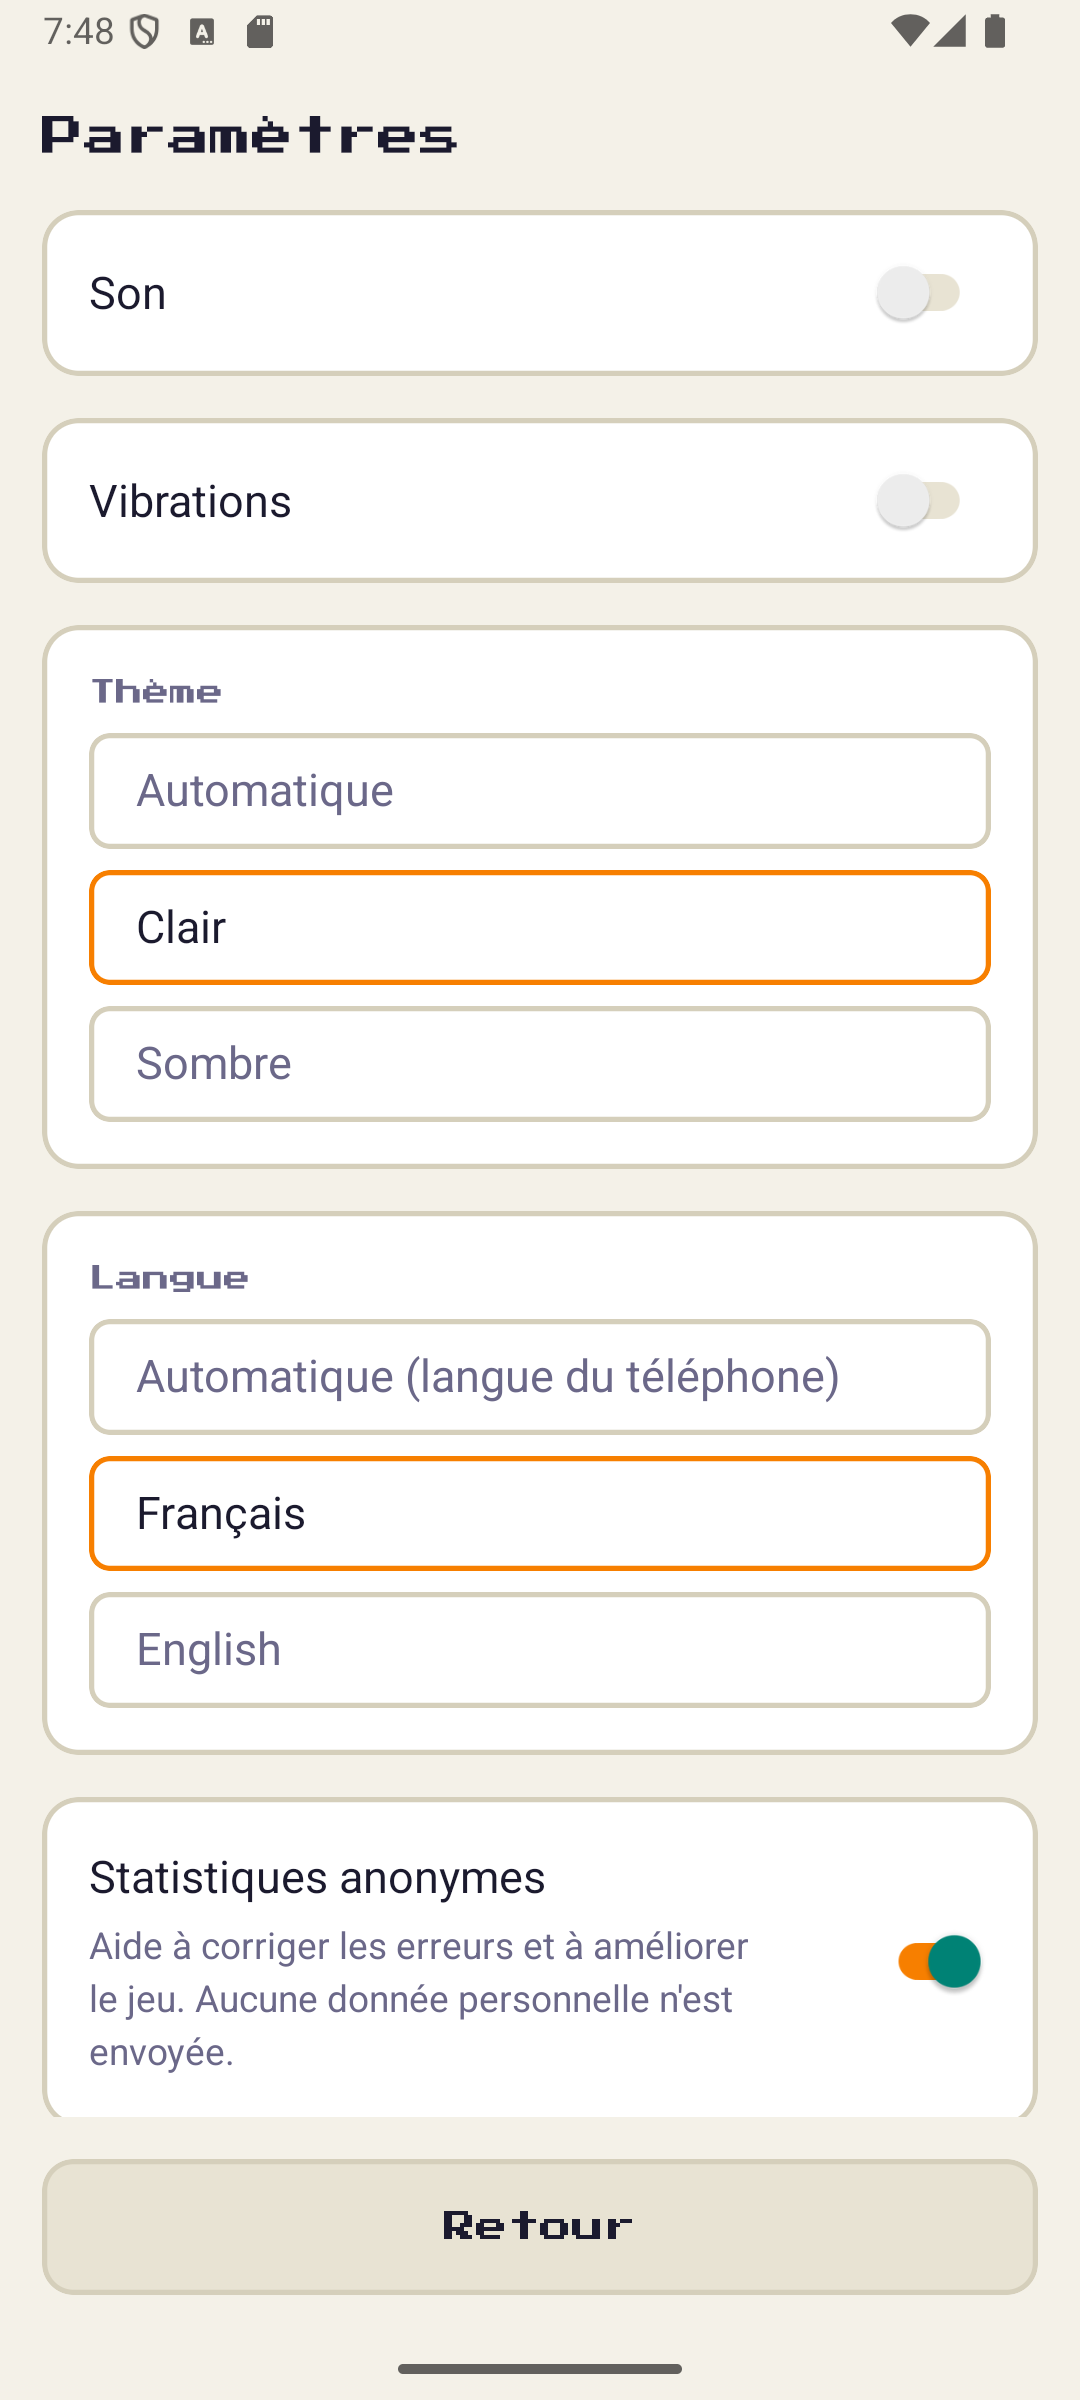 7:48
Paramètres
Son
Vibrations
Thème
Automatique
Clair
Sombre
Langue
Automatique (langue du téléphone)
Français
English
Statistiques anonymes
Aide à corriger les erreurs et à améliorer
le jeu. Aucune donnée personnelle n'est
envoyée.
Retour